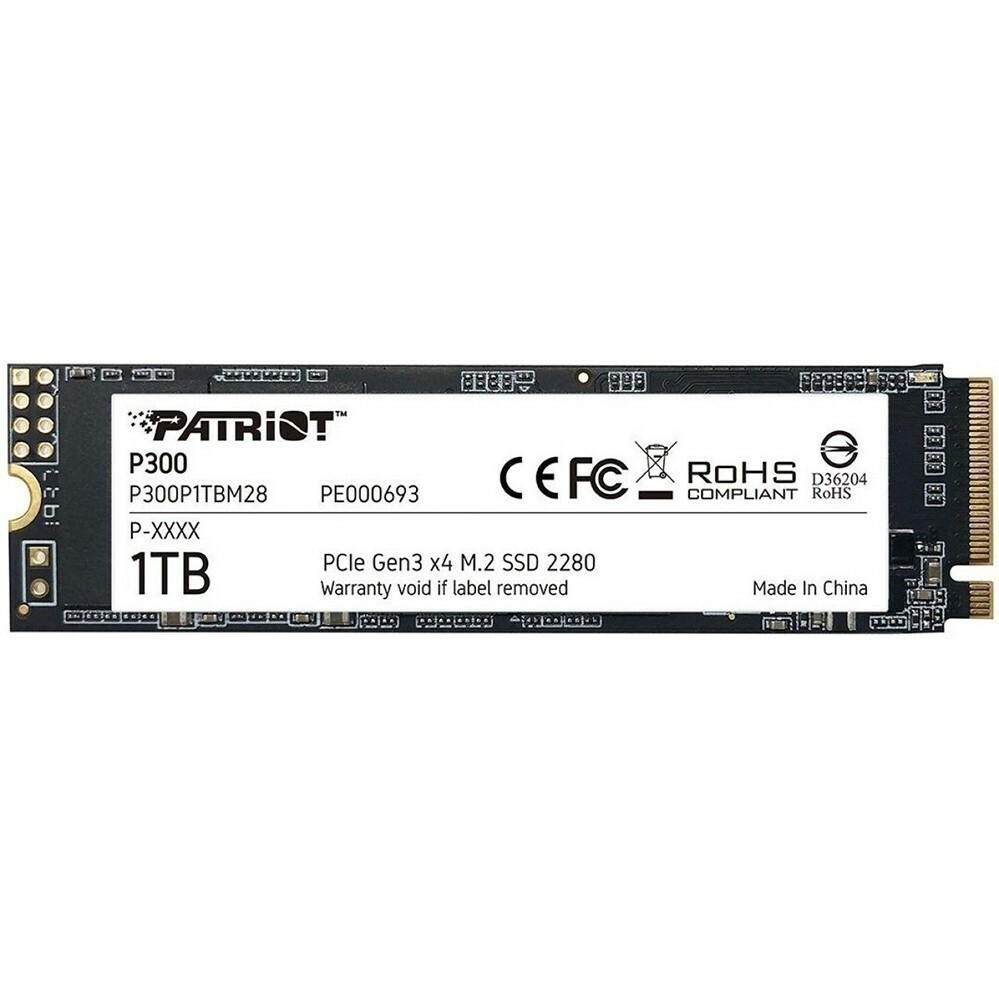 PATRIOT™
P300
P300P1TBM28 PE000693
CE FC RoHS COMPLIANT D36204 RoHS
P-XXXX
1TB
PCIe Gen3 x4 M.2 SSD 2280
Warranty void if label removed
Made In China